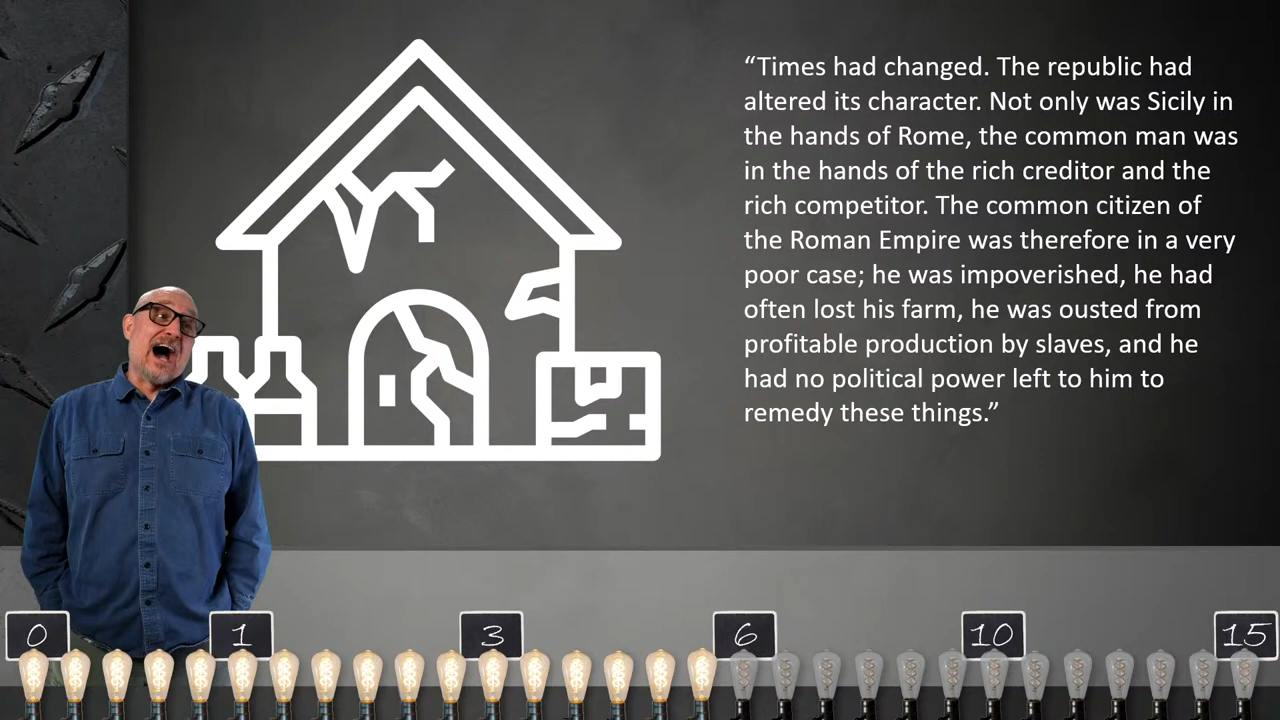 “Times had changed. The republic had
altered its character. Not only was Sicily in
the hands of Rome, the common man was
in the hands of the rich creditor and the
rich competitor. The common citizen of
the Roman Empire was therefore in a very
poor case; he was impoverished, he had
often lost his farm, he was ousted from
profitable production by slaves, and he
had no political power left to him to
remedy these things.”
0 1 3 6 10 15